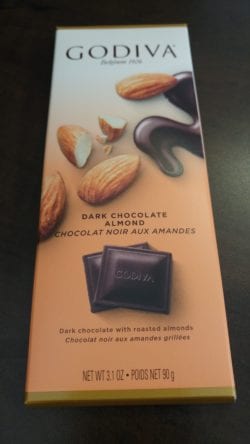 GODIVA
Belgium 1926
DARK CHOCOLATE
ALMOND
CHOCOLAT NOIR AUX AMANDES
GODIVA
Dark chocolate with roasted almonds
Chocolat noir aux amandes grillées
NET WT 3.1 OZ • POIDS NET 90 g